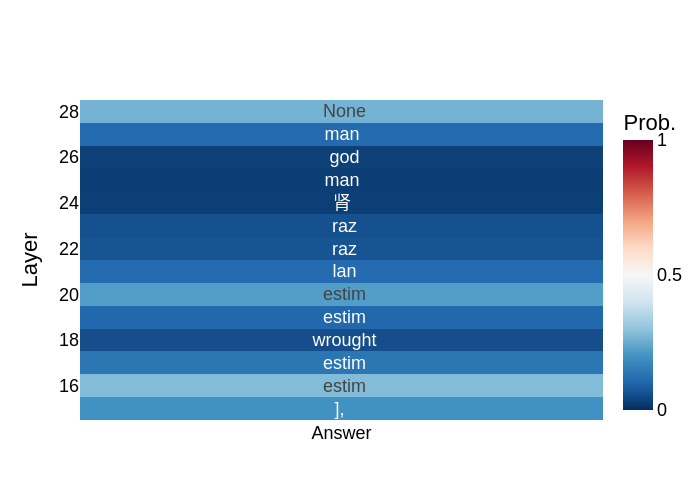 Prob.
28 None 1
man
26 god
man
24 肾
raz
22 raz
lan
20 estim 0.5
estim
18 wrought
estim
16 estim
], 0
Answer
Layer